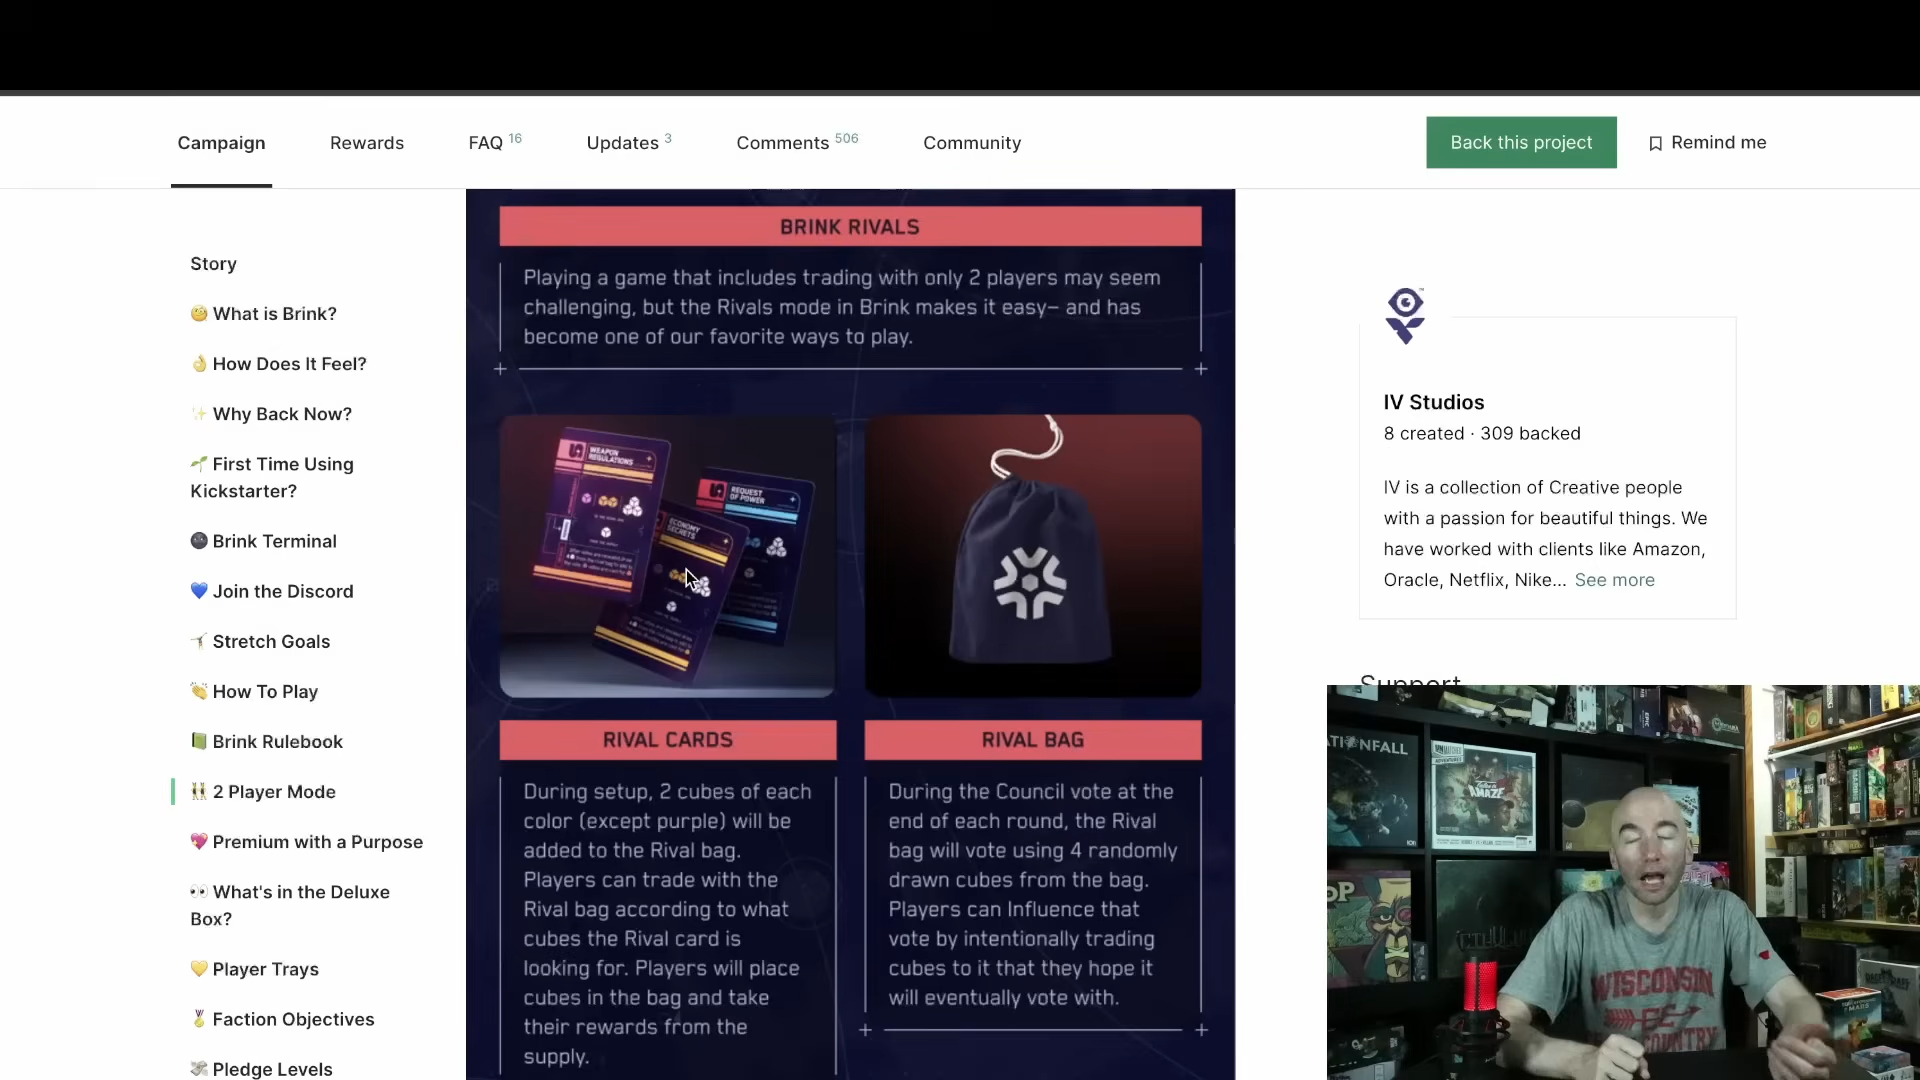 Campaign
Rewards
FAQ 16
Updates 3
Comments 506
Community
Back this project
Remind me
Story
What is Brink?
How Does It Feel?
Why Back Now?
First Time Using
Kickstarter?
Brink Terminal
Join the Discord
Stretch Goals
How To Play
Brink Rulebook
2 Player Mode
Premium with a Purpose
What's in the Deluxe
Box?
Player Trays
Faction Objectives
Pledge Levels
BRINK RIVALS
Playing a game that includes trading with only 2 players may seem
challenging, but the Rivals mode in Brink makes it easy— and has
become one of our favorite ways to play.
WEAPON
REGULATIONS
REQUEST
OF POWER
ECONOMY
SECRETS
RIVAL CARDS
During setup, 2 cubes of each
color (except purple) will be
added to the Rival bag.
Players can trade with the
Rival bag according to what
cubes the Rival card is
looking for. Players will place
cubes in the bag and take
their rewards from the
supply.
RIVAL BAG
During the Council vote at the
end of each round, the Rival
bag will vote using 4 randomly
drawn cubes from the bag.
Players can Influence that
vote by intentionally trading
cubes to it that they hope it
will eventually vote with.
IV Studios
8 created · 309 backed
IV is a collection of Creative people
with a passion for beautiful things. We
have worked with clients like Amazon,
Oracle, Netflix, Nike... See more
Support
WISCONSIN